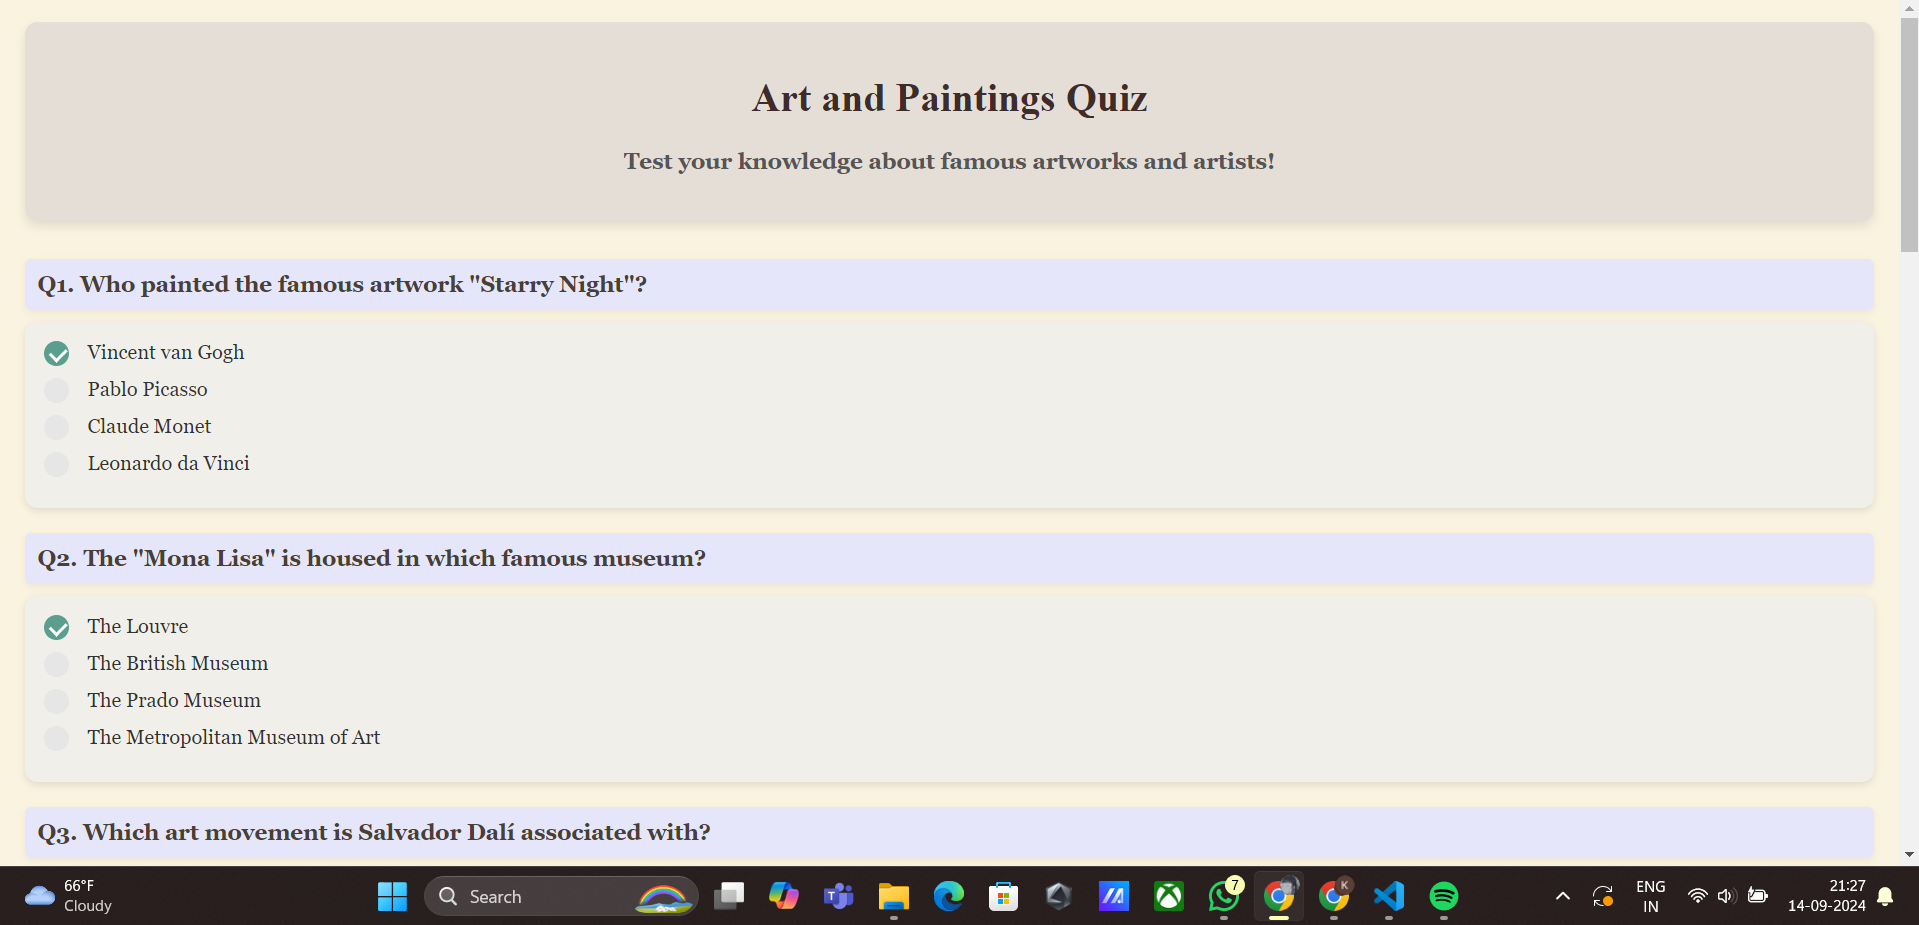 Art and Paintings Quiz
Test your knowledge about famous artworks and artists!
Q1. Who painted the famous artwork "Starry Night"?
Vincent van Gogh
Pablo Picasso
Claude Monet
Leonardo da Vinci
Q2. The "Mona Lisa" is housed in which famous museum?
The Louvre
The British Museum
The Prado Museum
The Metropolitan Museum of Art
Q3. Which art movement is Salvador Dalí associated with?
66°F
Cloudy
Search
7
K
ENG
IN
21:27
14-09-2024